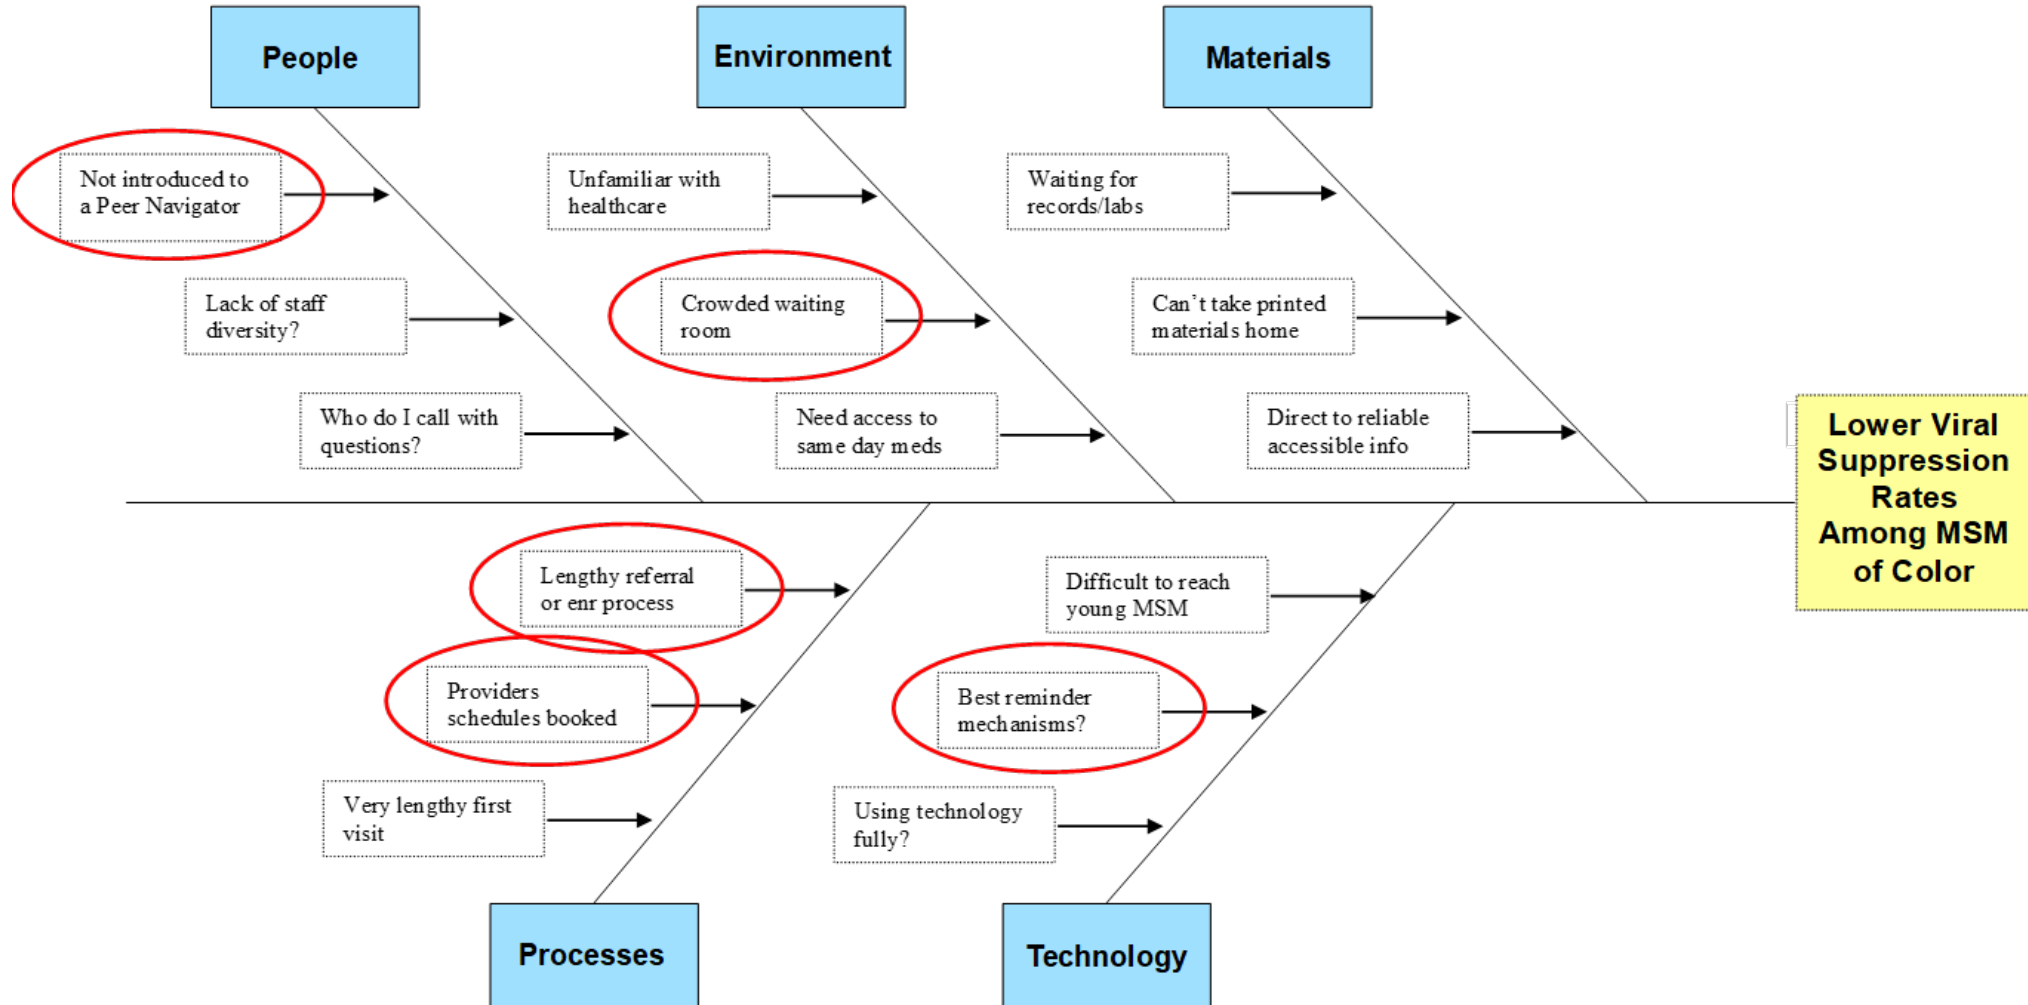 People
Environment
Materials
Not introduced to
a Peer Navigator
Unfamiliar with
healthcare
Waiting for
records/labs
Lack of staff
diversity?
Crowded waiting
room
Can't take printed
materials home
Who do I call with
questions?
Need access to
same day meds
Direct to reliable
accessible info
Lower Viral
Suppression
Rates
Among MSM
of Color
Lengthy referral
or enr process
Difficult to reach
young MSM
Providers
schedules booked
Best reminder
mechanisms?
Very lengthy first
visit
Using technology
fully?
Processes
Technology